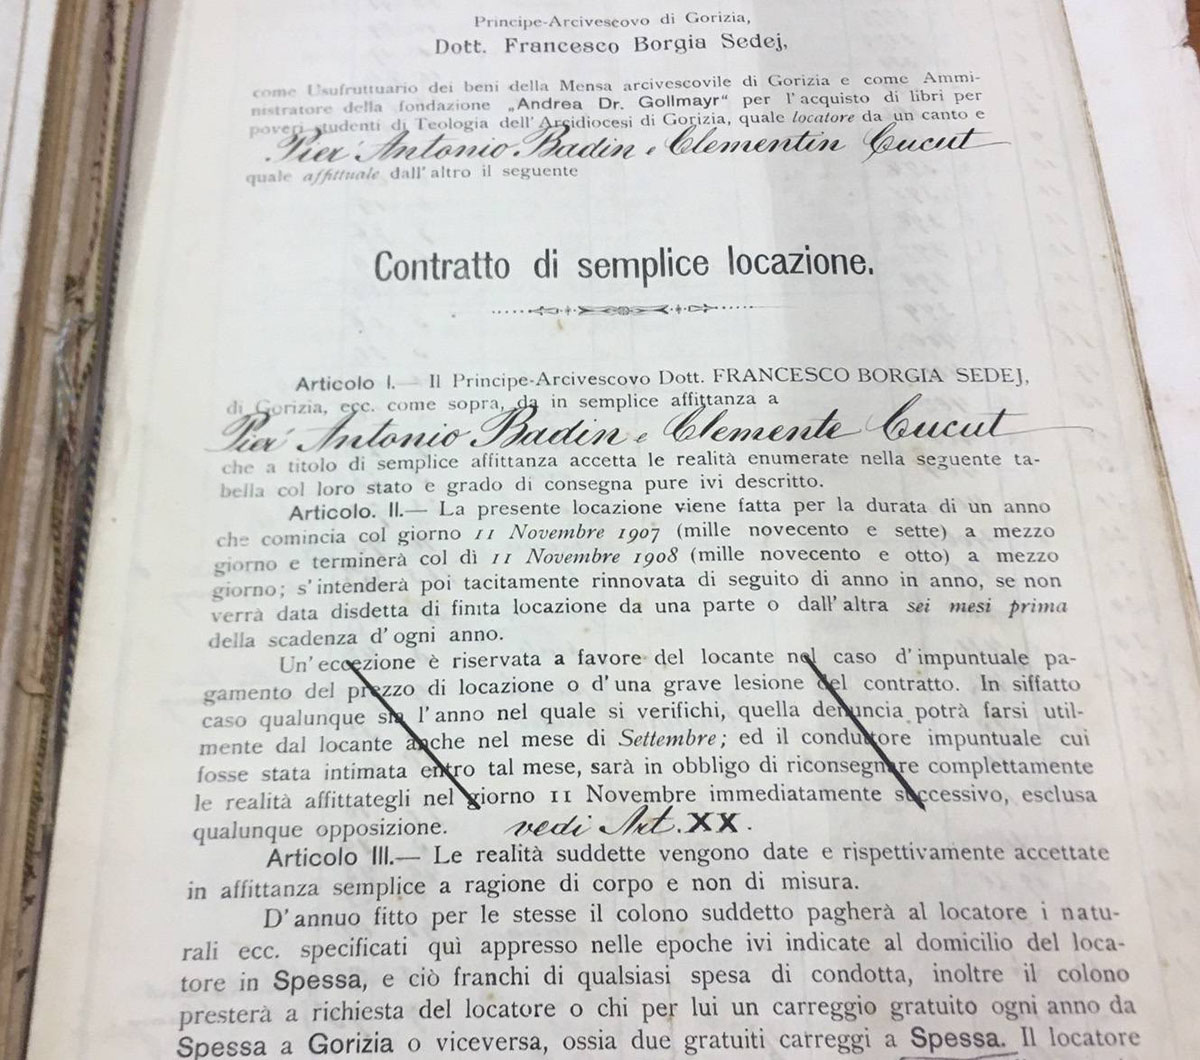 Principe-Arcivescovo di Gorizia,
Dott. Francesco Borgia Sedej,
come Usufruttuario dei beni della Mensa arcivescovile di Gorizia e come Ammi-
nistratore della fondazione „Andrea Dr. Gollmayr“ per l'acquisto di libri per
poveri studenti di Teologia dell'Arcidiocesi di Gorizia, quale locatore da un canto e
Pier Antonio Badin e Clementin Cucut
quale affittuale dall'altro il seguente
Contratto di semplice locazione.
Articolo I. — Il Principe-Arcivescovo Dott. FRANCESCO BORGIA SEDEJ,
di Gorizia, ecc. come sopra, da in semplice affittanza a
Pier Antonio Badin e Clemente Cucut
che a titolo di semplice affittanza accetta le realità enumerate nella seguente ta-
bella col loro stato e grado di consegna pure ivi descritto.
Articolo. II.— La presente locazione viene fatta per la durata di un anno
che comincia col giorno 11 Novembre 1907 (mille novecento e sette) a mezzo
giorno e terminerà col dì 11 Novembre 1908 (mille novecento e otto) a mezzo
giorno; s'intenderà poi tacitamente rinnovata di seguito di anno in anno, se non
verrà data disdetta di finita locazione da una parte o dall'altra sei mesi prima
della scadenza d'ogni anno.
Un'eccezione è riservata a favore del locante nel caso d'impuntuale pa-
gamento del prezzo di locazione o d'una grave lesione del contratto. In siffatto
caso qualunque sia l'anno nel quale si verifichi, quella denuncia potrà farsi util-
mente dal locante anche nel mese di Settembre; ed il conduttore impuntuale cui
fosse stata intimata entro tal mese, sarà in obbligo di riconsegnare complettamente
le realità affittategli nel giorno 11 Novembre immediatamente successivo, esclusa
qualunque opposizione. vedi Art. XX.
Articolo III.— Le realità suddette vengono date e rispettivamente accettate
in affittanza semplice a ragione di corpo e non di misura.
D'annuo fitto per le stesse il colono suddetto pagherà al locatore i natu-
rali ecc. specificati quì appresso nelle epoche ivi indicate al domicilio del loca-
tore in Spessa, e ciò franchi di qualsiasi spesa di condotta, inoltre il colono
presterà a richiesta del locatore o chi per lui un carreggio gratuito ogni anno da
Spessa a Gorizia o viceversa, ossia due gratuiti carreggi a Spessa. Il locatore